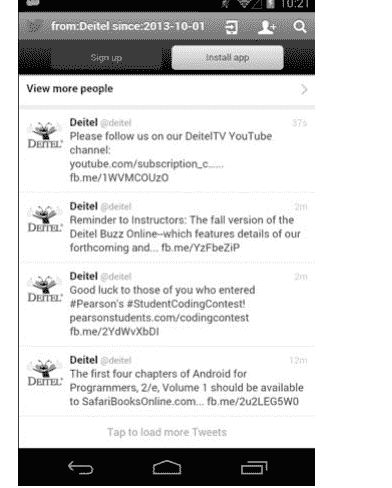 10:21
from:Deitel since:2013-10-01
Sign up
Install app
View more people
Deitel @deitel 37s
Please follow us on our DeitelTV YouTube
channel:
youtube.com/subscription_c.....
fb.me/1WVMCOUzO
DEITEL
Deitel @deitel 2m
Reminder to Instructors: The fall version of the
Deitel Buzz Online--which features details of our
forthcoming and... fb.me/YzFbeZiP
DEITEL
Deitel @deitel 2m
Good luck to those of you who entered
#Pearson's #StudentCodingContest!
pearsonstudents.com/codingcontest
fb.me/2YdWvXbDI
DEITEL
Deitel @deitel 12m
The first four chapters of Android for
Programmers, 2/e, Volume 1 should be available
to SafariBooksOnline.com... fb.me/2u2LEG5W0
DEITEL
Tap to load more Tweets